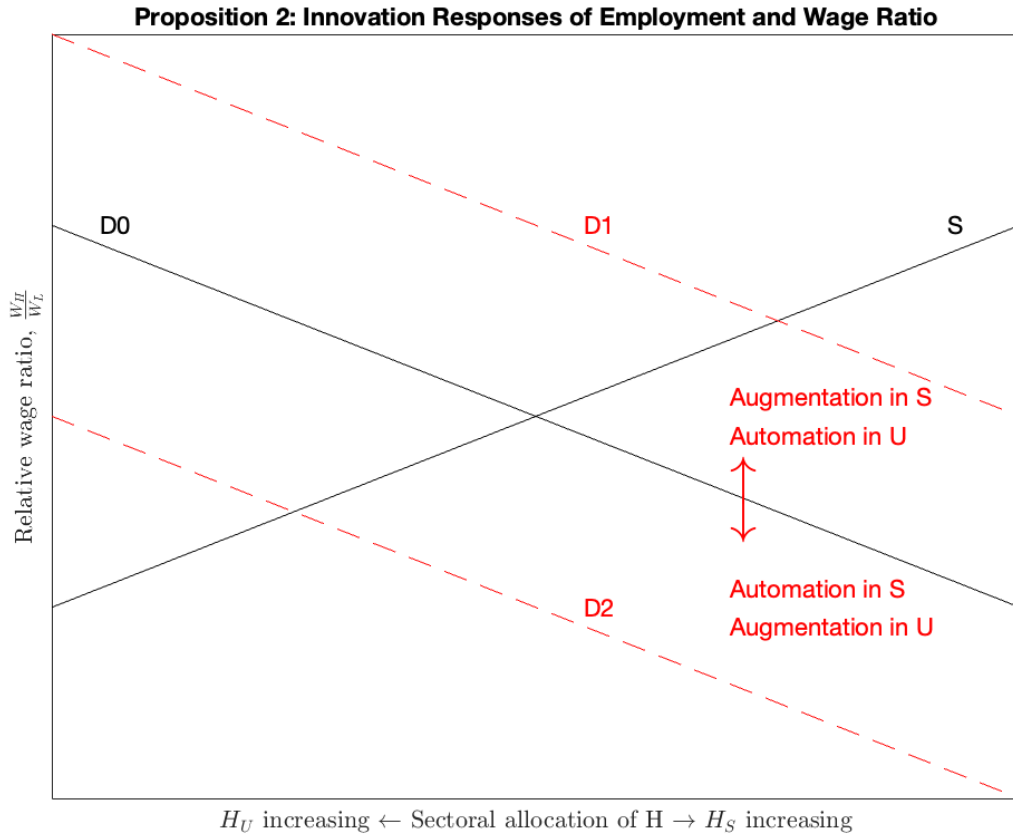 Proposition 2: Innovation Responses of Employment and Wage Ratio
D0
D1
S
Relative wage ratio, W_H/W_L
Augmentation in S
Automation in U
D2
Automation in S
Augmentation in U
H_U increasing ← Sectoral allocation of H → H_S increasing